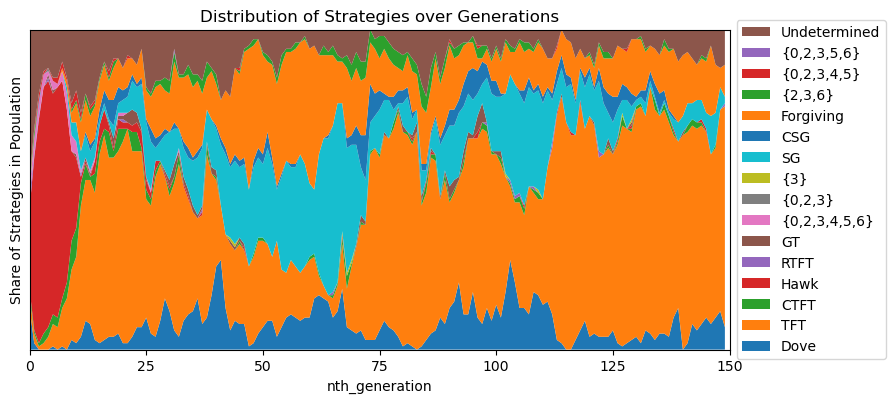 Distribution of Strategies over Generations
Share of Strategies in Population
0 25 50 75 100 125 150
nth_generation
Undetermined
{0,2,3,5,6}
{0,2,3,4,5}
{2,3,6}
Forgiving
CSG
SG
{3}
{0,2,3}
{0,2,3,4,5,6}
GT
RTFT
Hawk
CTFT
TFT
Dove